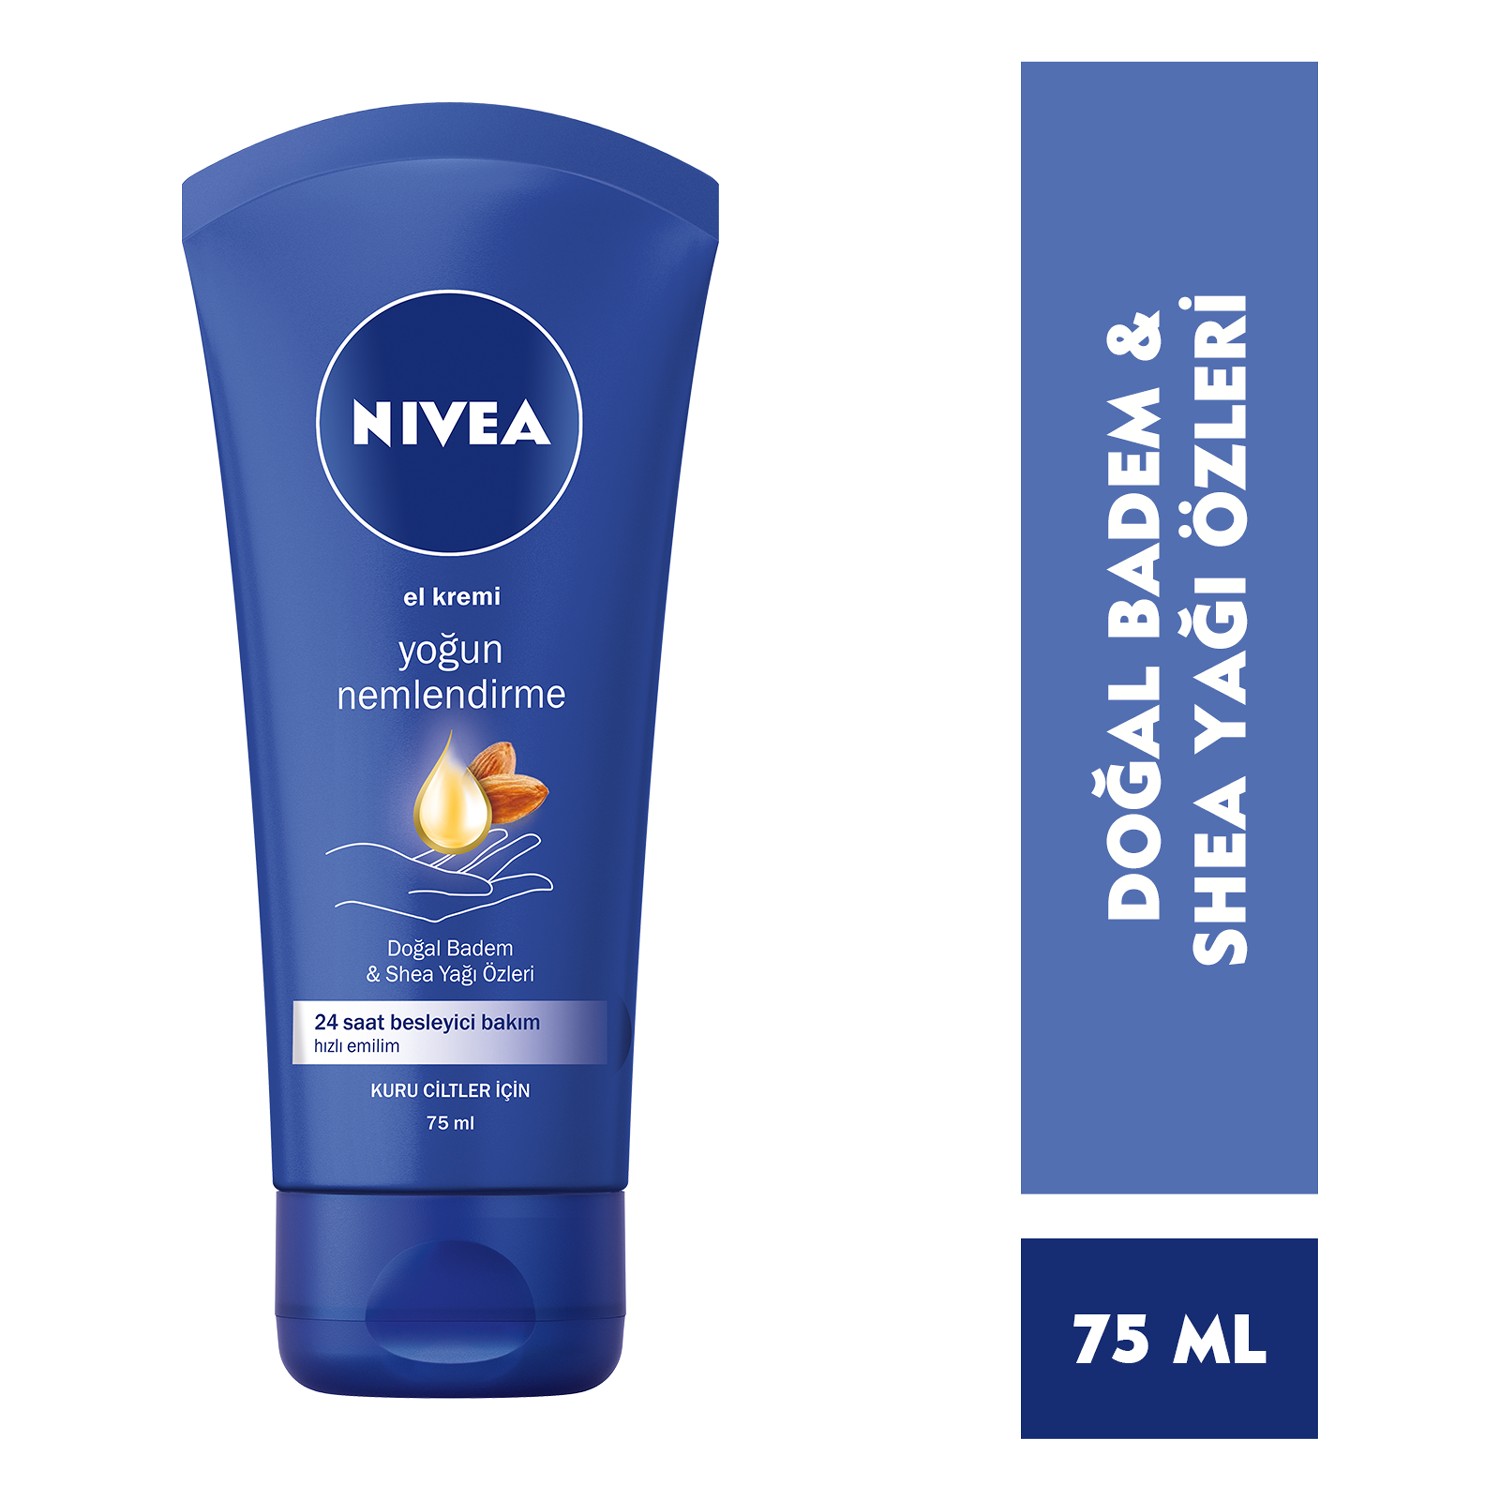 NIVEA
el kremi
yoğun
nemlendirme
Doğal Badem
& Shea Yağı Özleri
24 saat besleyici bakım
hızlı emilim
KURU CİLTLER İÇİN
75 ml
DOĞAL BADEM &
SHEA YAĞI ÖZLERİ
75 ML